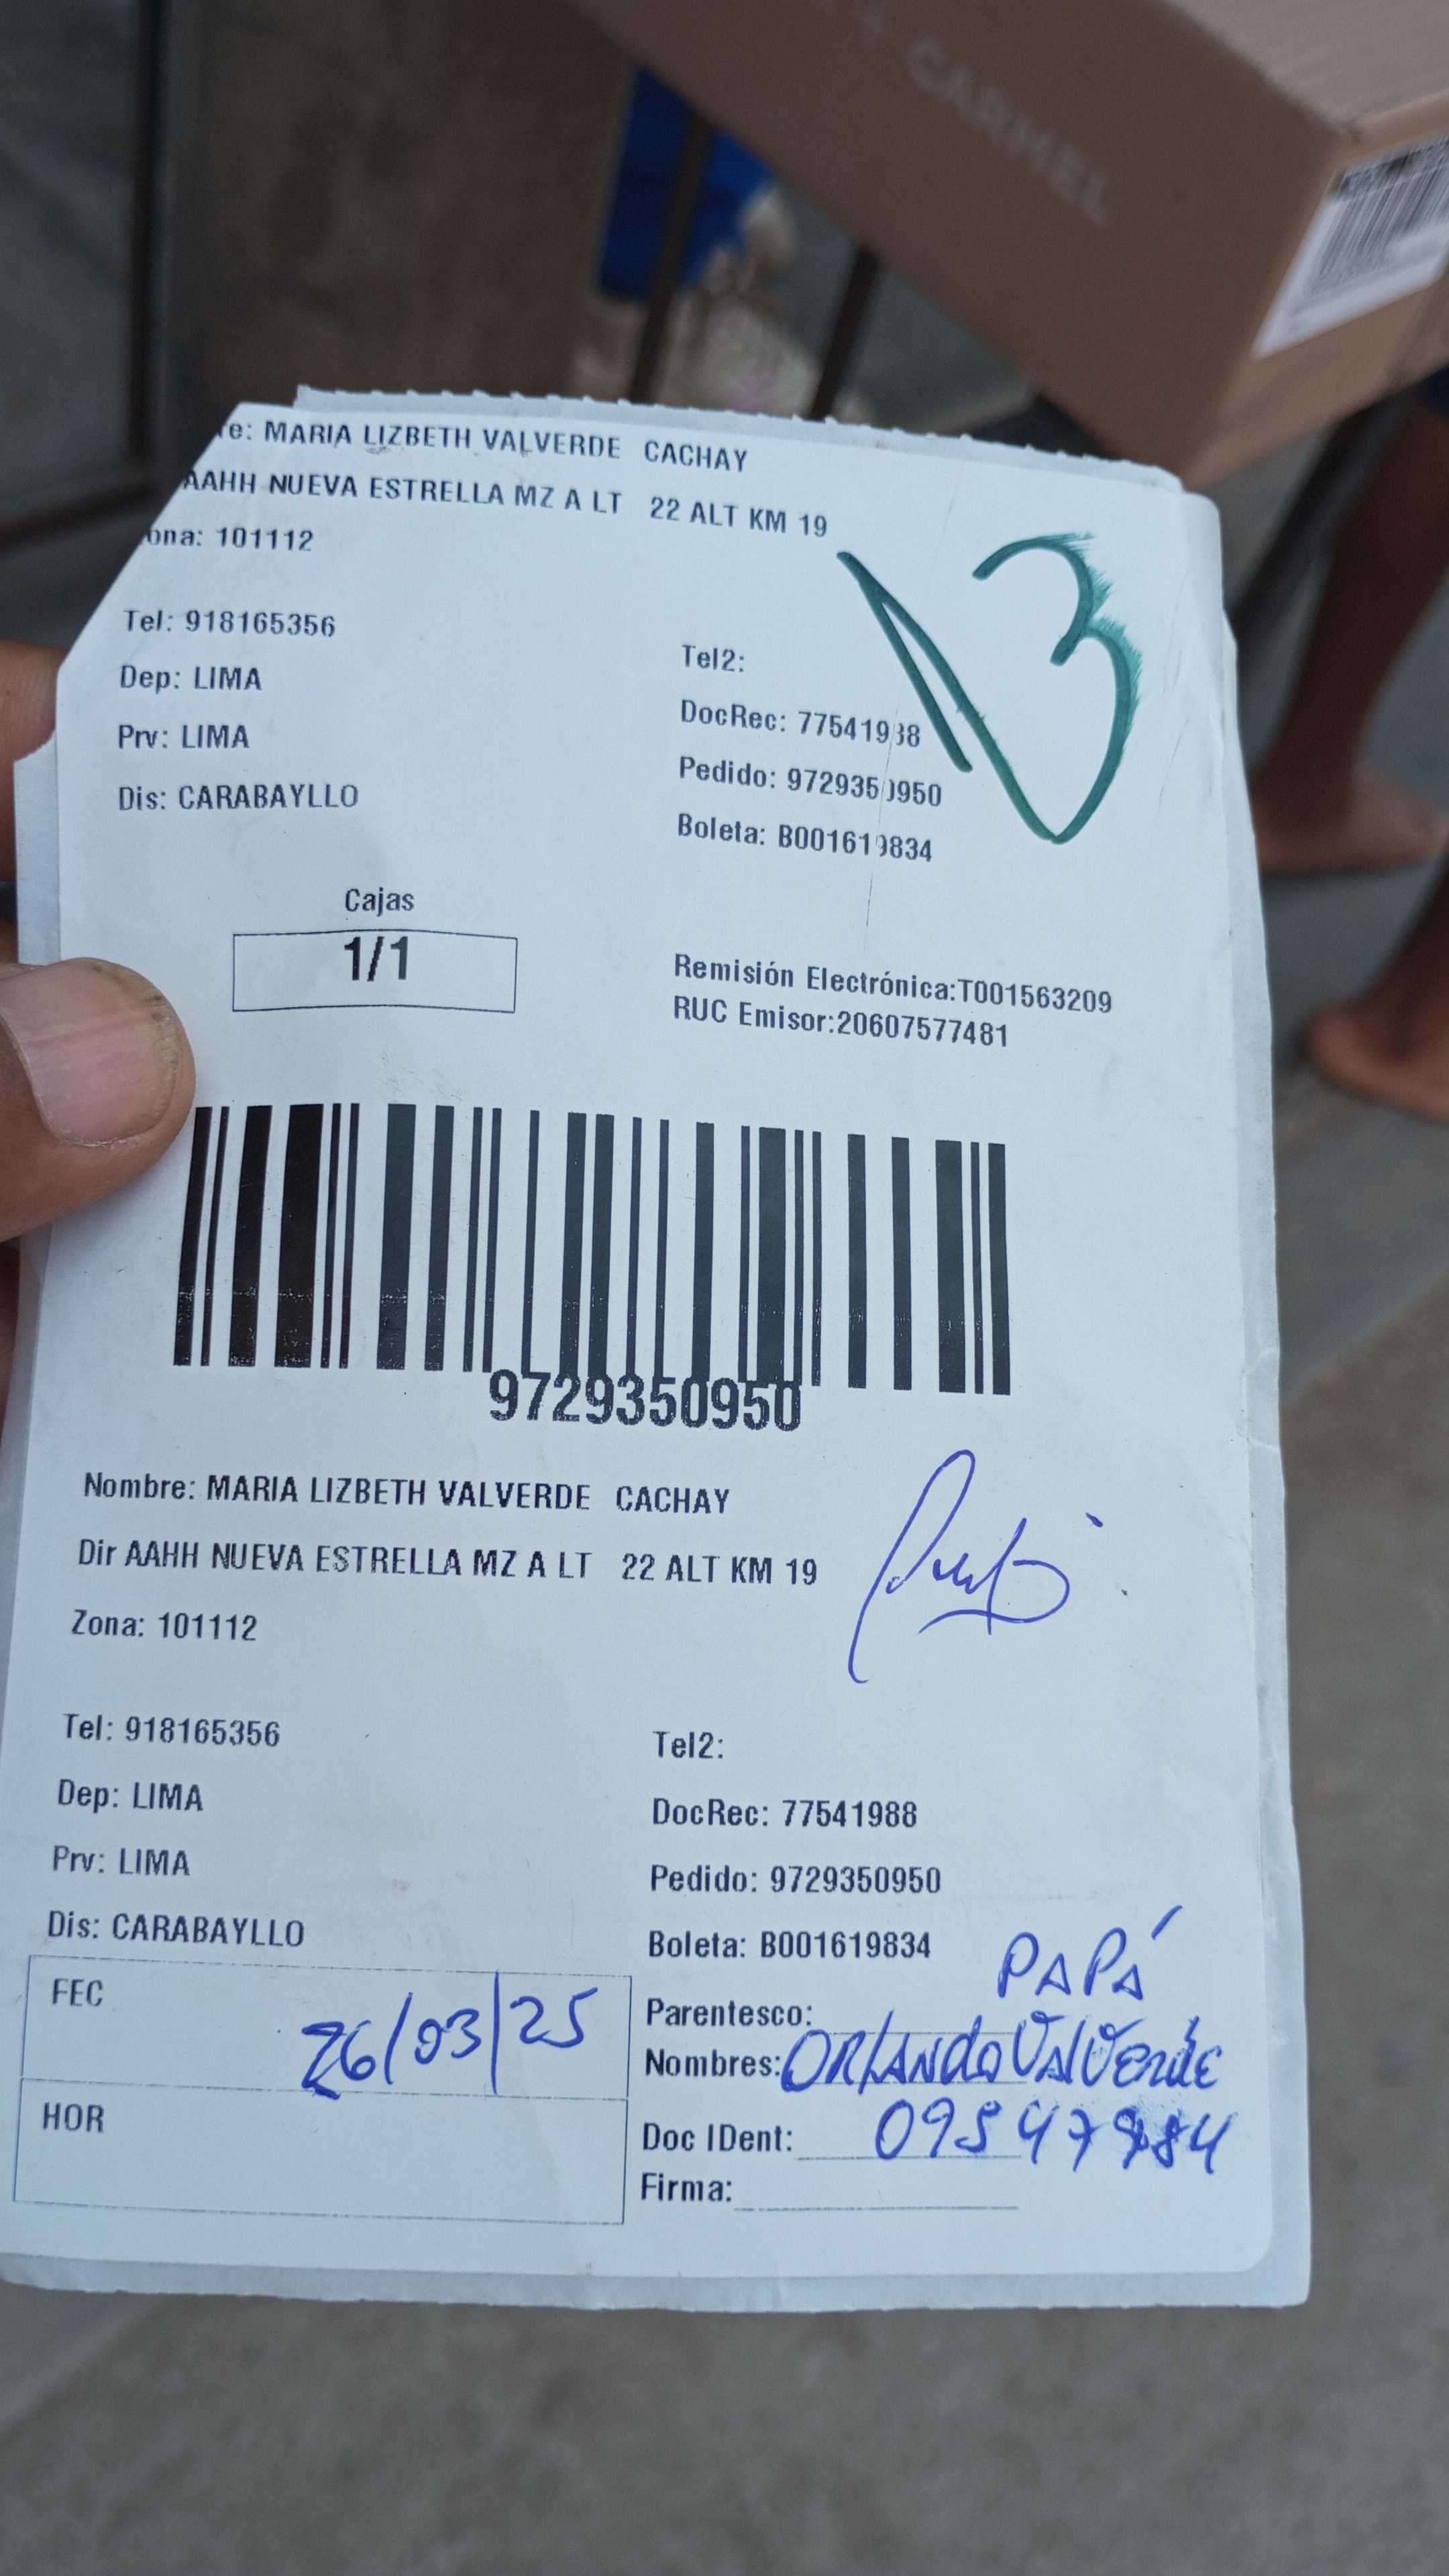 CARMEL
re: MARIA LIZBETH VALVERDE CACHAY
AAHH NUEVA ESTRELLA MZ A LT 22 ALT KM 19
ona: 101112
13
Tel: 918165356
Tel2:
Dep: LIMA
DocRec: 77541988
Prv: LIMA
Pedido: 9729350950
Dis: CARABAYLLO
Boleta: B001619834
Cajas
1/1
Remisión Electrónica:T001563209
RUC Emisor:20607577481
9729350950
Nombre: MARIA LIZBETH VALVERDE CACHAY
Dir AAHH NUEVA ESTRELLA MZ A LT 22 ALT KM 19
Zona: 101112
Tel: 918165356
Tel2:
Dep: LIMA
DocRec: 77541988
Prv: LIMA
Pedido: 9729350950
Dis: CARABAYLLO
Boleta: B001619834
FEC 26/03/25
Parentesco: PAPÁ
Nombres: ORLANdo VAlVerde
HOR
Doc IDent:
Firma: